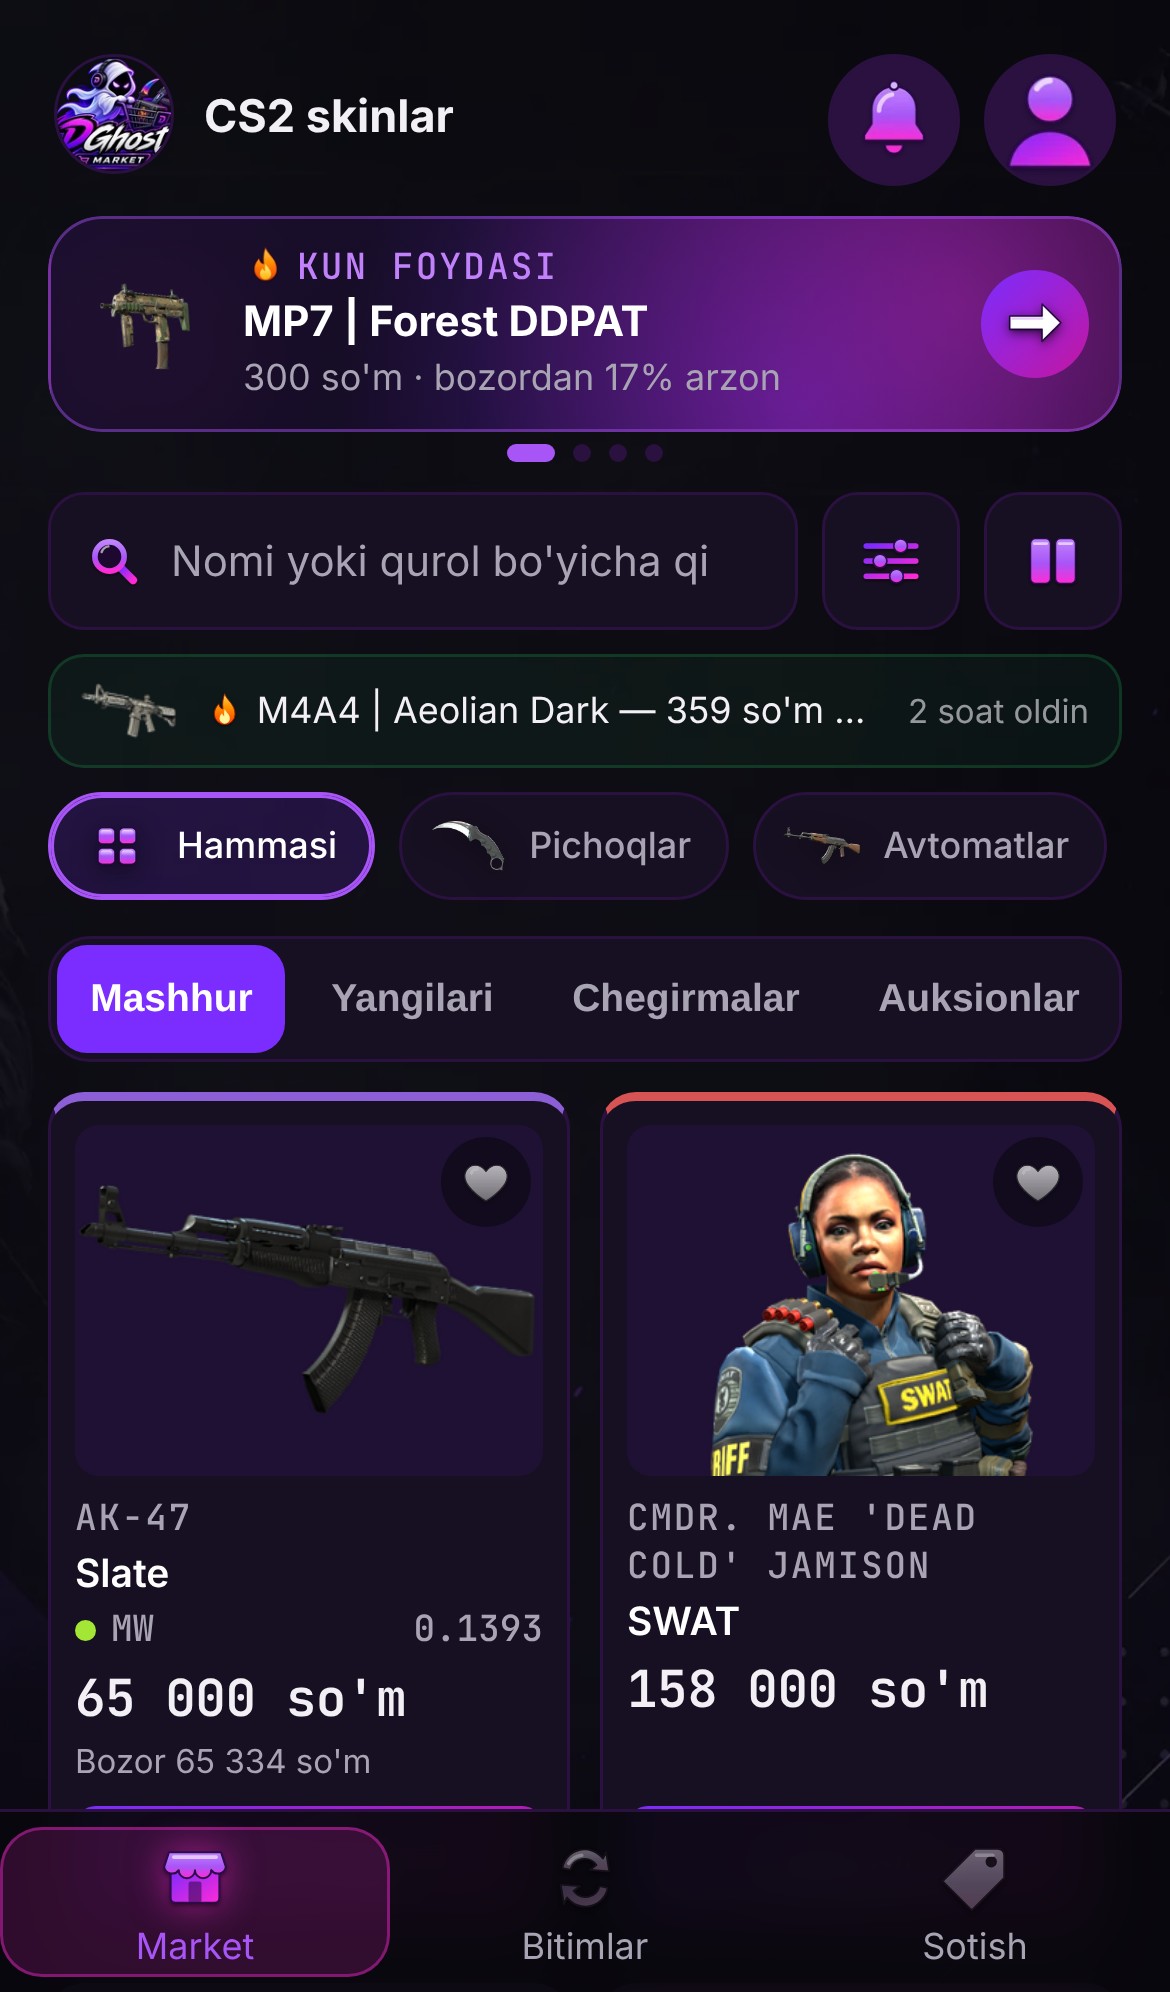 DGhost
MARKET
CS2 skinlar
🔥 KUN FOYDASI
MP7 | Forest DDPAT
300 so'm · bozordan 17% arzon
Nomi yoki qurol bo'yicha qi
🔥 M4A4 | Aeolian Dark — 359 so'm ... 2 soat oldin
Hammasi Pichoqlar Avtomatlar
Mashhur Yangilari Chegirmalar Auksionlar
SWAT
RIFF
AK-47
Slate
MW 0.1393
65 000 so'm
Bozor 65 334 so'm
CMDR. MAE 'DEAD
COLD' JAMISON
SWAT
158 000 so'm
Market Bitimlar Sotish